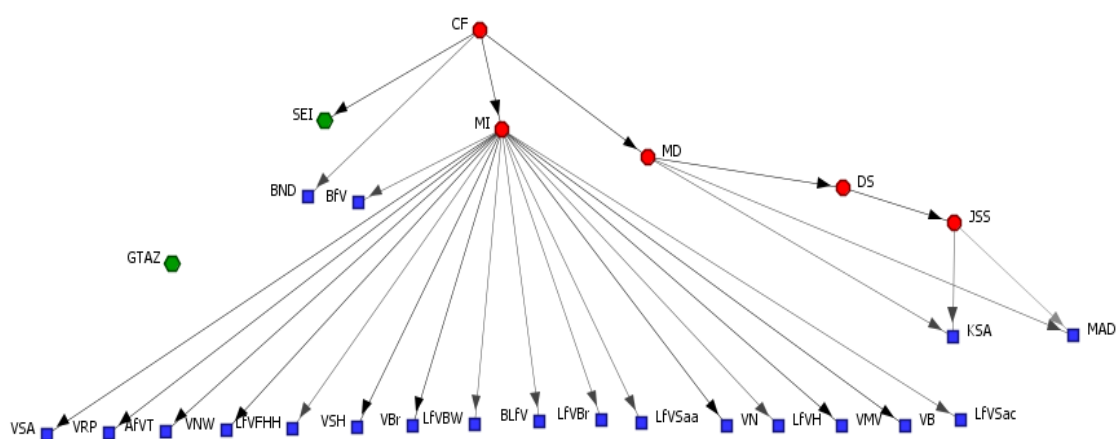 CF
SEI
MI
MD
DS
BND
BfV
JSS
GTAZ
KSA
MAD
VSA
VRP
AfVT
VNW
LfVFHH
VSH
VBr
LfVBW
BLfV
LfVBr
LfVSaa
VN
LfVH
VMV
VB
LfVSac